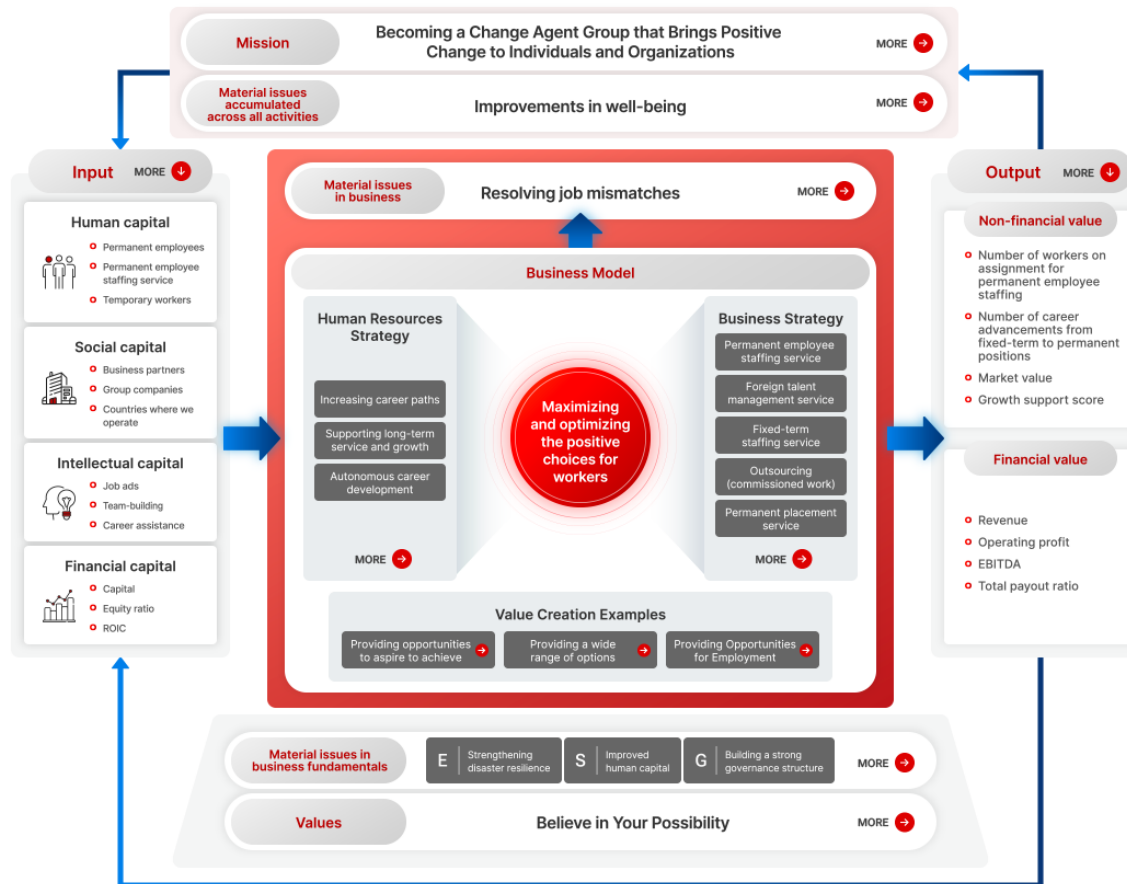 Mission
Becoming a Change Agent Group that Brings Positive
Change to Individuals and Organizations
MORE
Material issues
accumulated
across all activities
Improvements in well-being
MORE
Input
MORE
Human capital
Permanent employees
Permanent employee
staffing service
Temporary workers
Social capital
Business partners
Group companies
Countries where we
operate
Intellectual capital
Job ads
Team-building
Career assistance
Financial capital
Capital
Equity ratio
ROIC
Material issues
in business
Resolving job mismatches
MORE
Business Model
Human Resources
Strategy
Increasing career paths
Supporting long-term
service and growth
Autonomous career
development
MORE
Maximizing
and optimizing
the positive
choices for
workers
Business Strategy
Permanent employee
staffing service
Foreign talent
management service
Fixed-term
staffing service
Outsourcing
(commissioned work)
Permanent placement
service
MORE
Value Creation Examples
Providing opportunities
to aspire to achieve
Providing a wide
range of options
Providing Opportunities
for Employment
Output
MORE
Non-financial value
Number of workers on
assignment for
permanent employee
staffing
Number of career
advancements from
fixed-term to permanent
positions
Market value
Growth support score
Financial value
Revenue
Operating profit
EBITDA
Total payout ratio
Material issues in
business fundamentals
E
Strengthening
disaster resilience
S
Improved
human capital
G
Building a strong
governance structure
MORE
Values
Believe in Your Possibility
MORE